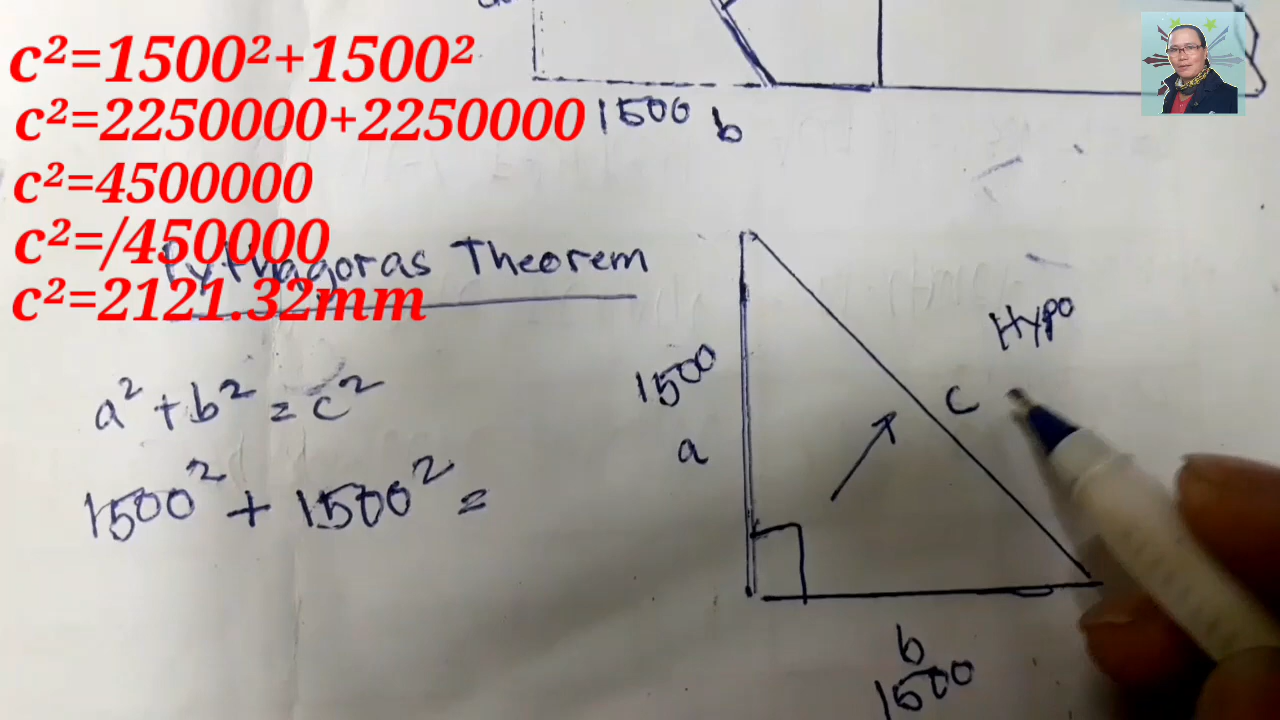 c²=1500²+1500²
c²=2250000+2250000
c²=4500000
c²=/450000
c²=2121.32mm
1500 b
Pythagoras Theorem
a² + b² = c²
1500² + 1500² =
Hypo
1500
c
a
b
1500